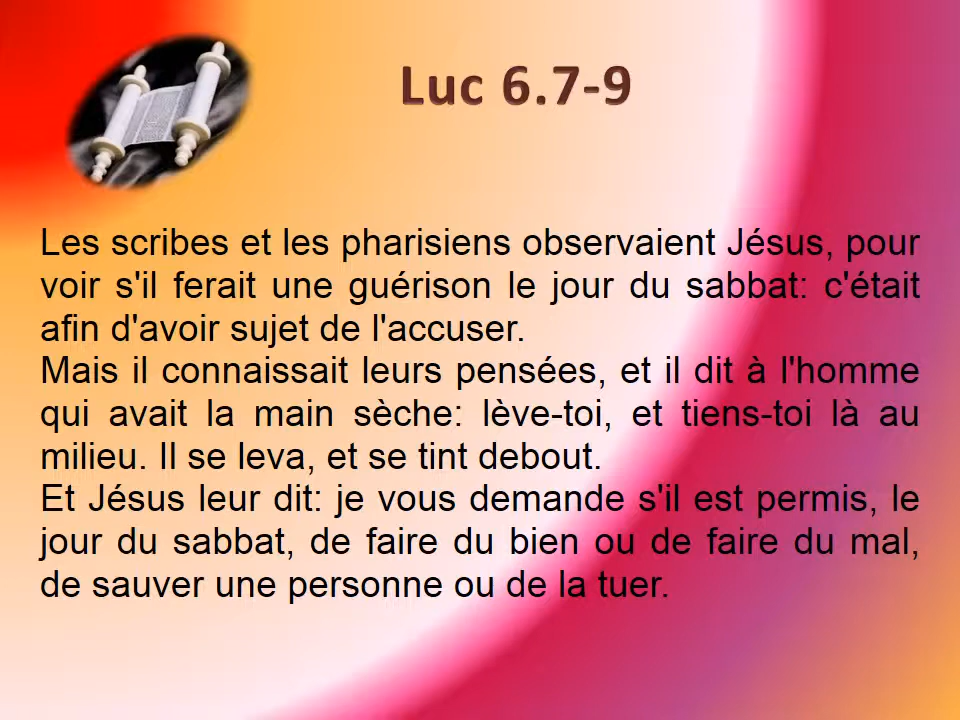 Luc 6.7-9
Les scribes et les pharisiens observaient Jésus, pour
voir s'il ferait une guérison le jour du sabbat: c'était
afin d'avoir sujet de l'accuser.
Mais il connaissait leurs pensées, et il dit à l'homme
qui avait la main sèche: lève-toi, et tiens-toi là au
milieu. Il se leva, et se tint debout.
Et Jésus leur dit: je vous demande s'il est permis, le
jour du sabbat, de faire du bien ou de faire du mal,
de sauver une personne ou de la tuer.